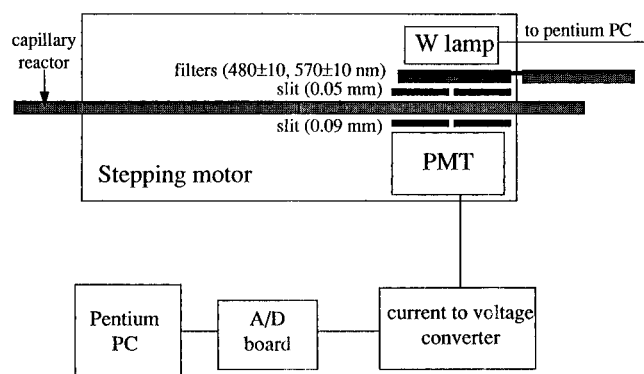 capillary
reactor
W lamp
to pentium PC
filters (480±10, 570±10 nm)
slit (0.05 mm)
slit (0.09 mm)
Stepping motor
PMT
Pentium
PC
A/D
board
current to voltage
converter